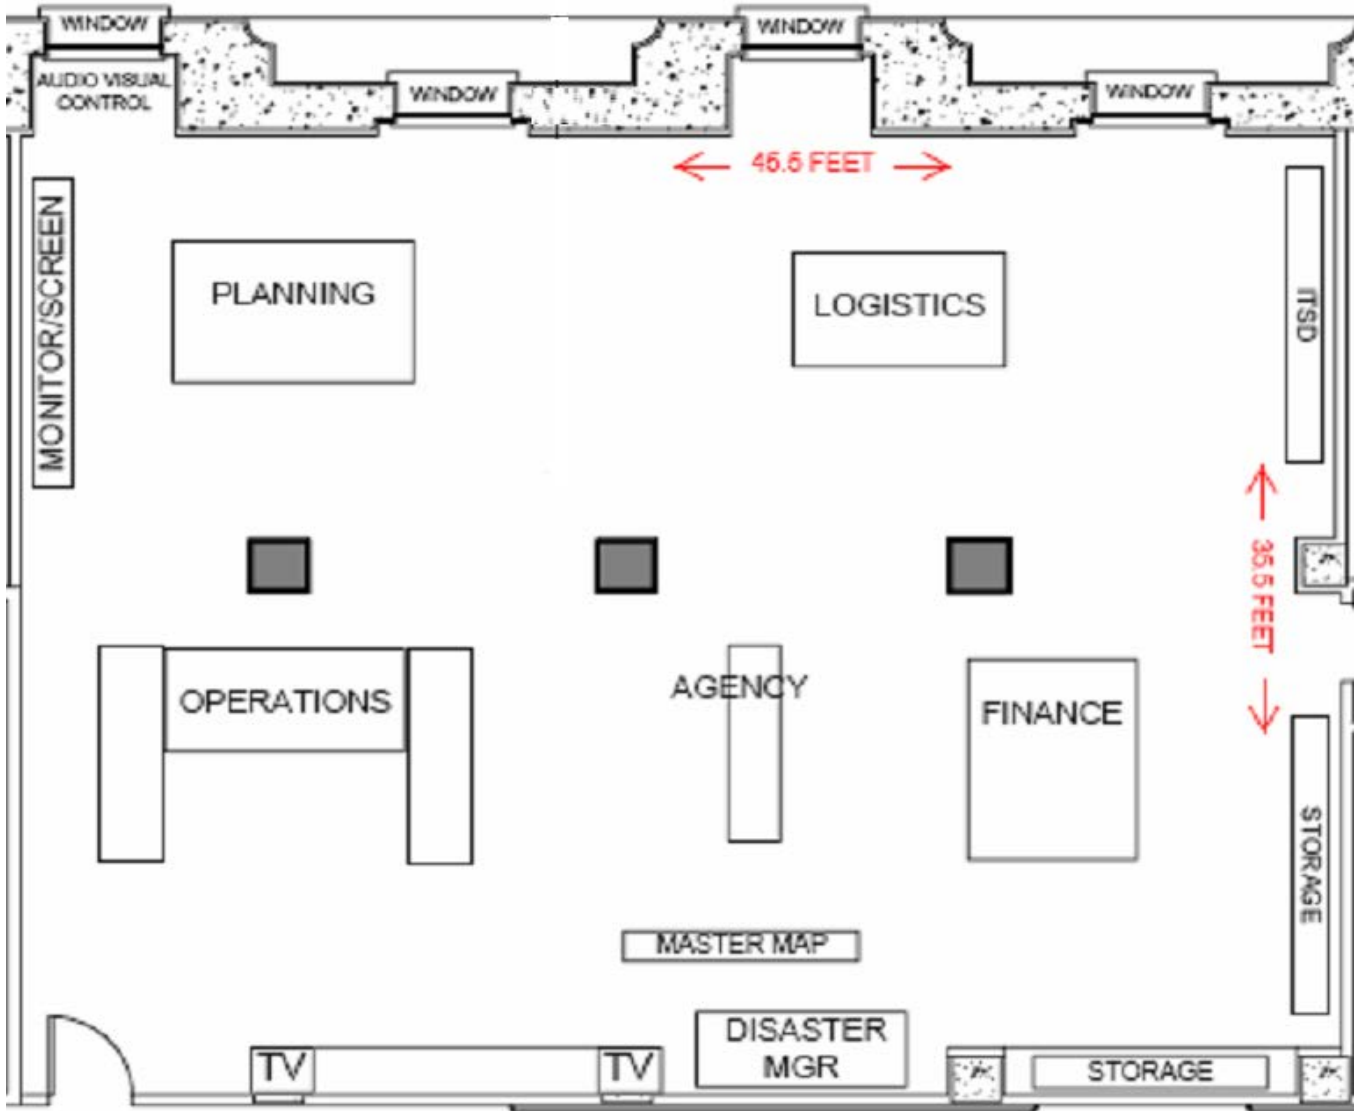 WINDOW
WINDOW
AUDIO VISUAL
CONTROL
WINDOW
WINDOW
45.5 FEET
MONITOR/SCREEN
PLANNING
LOGISTICS
ITSD
35.5 FEET
OPERATIONS
AGENCY
FINANCE
STORAGE
MASTER MAP
DISASTER
MGR
TV
TV
STORAGE